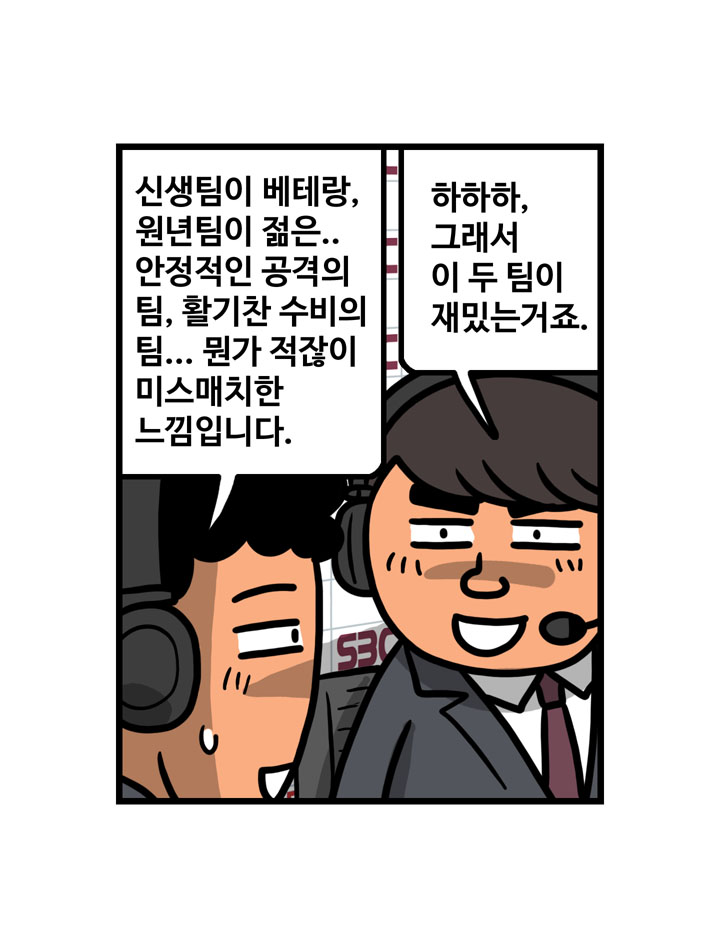 신생팀이 베테랑,
원년팀이 젊은..
안정적인 공격의
팀, 활기찬 수비의
팀... 뭔가 적잖이
미스매치한
느낌입니다.
하하하,
그래서
이 두 팀이
재밌는거죠.